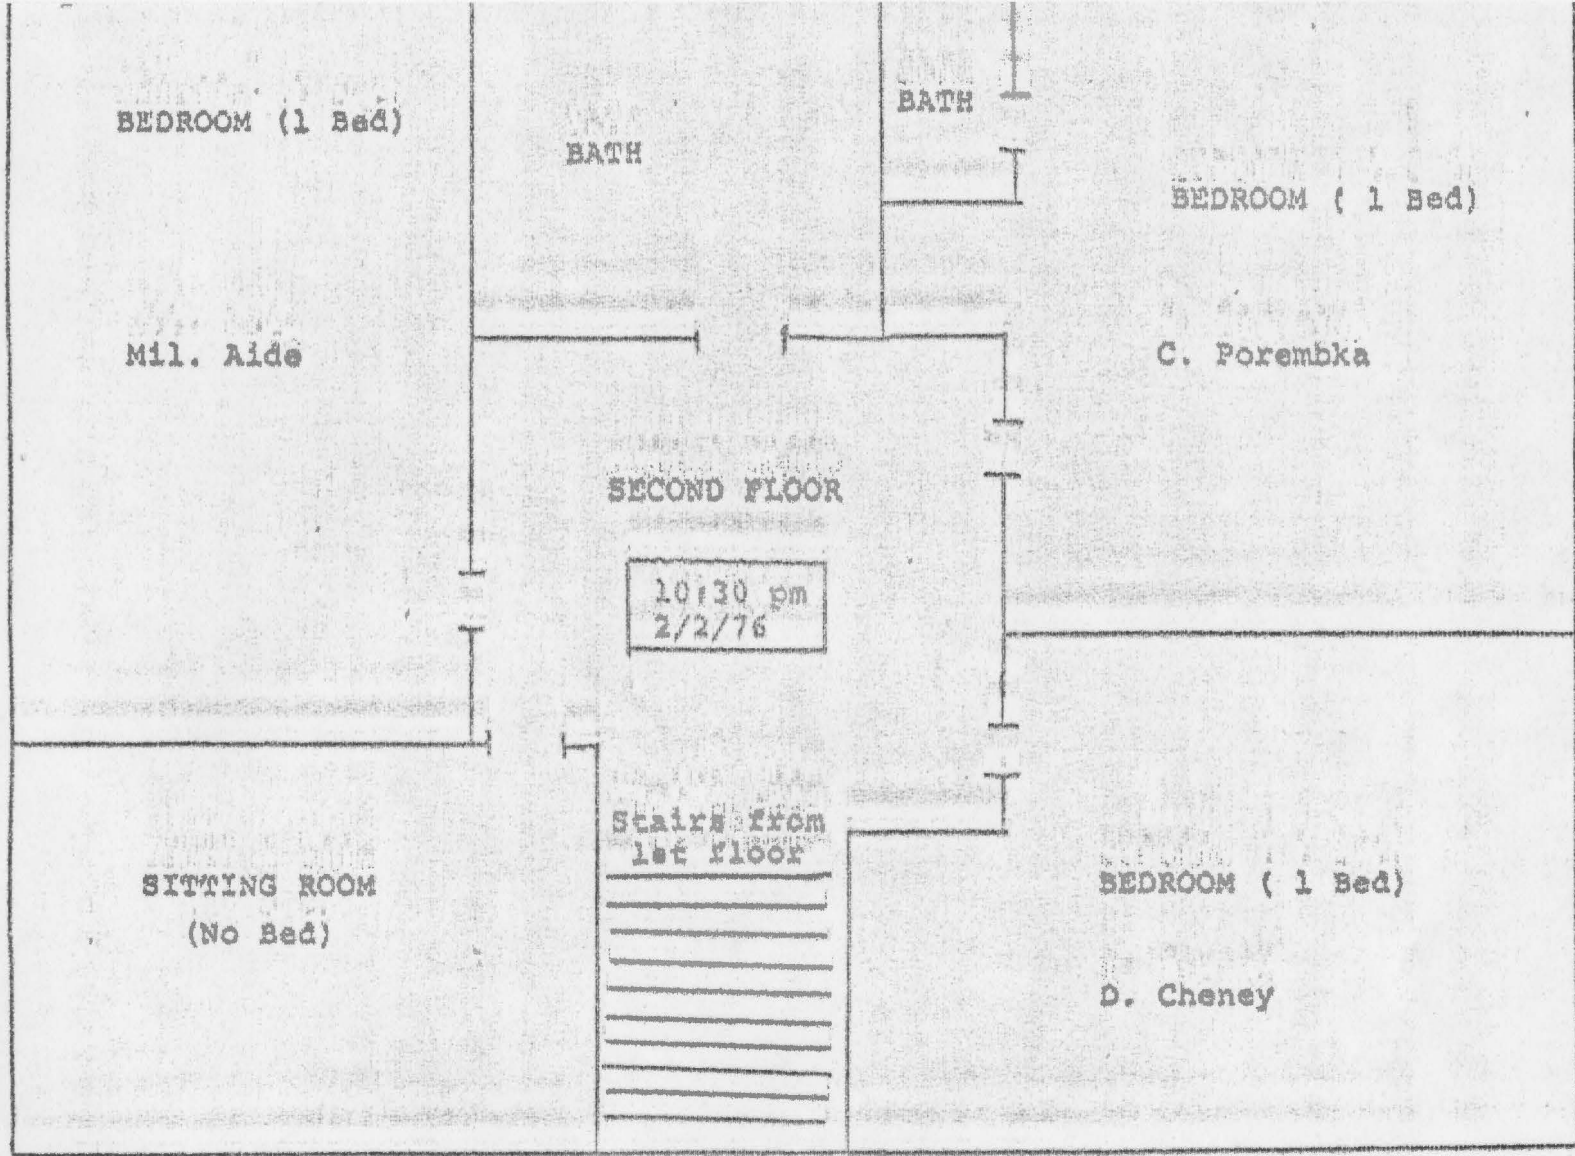 BEDROOM (1 Bed)
BATH
BATH
BEDROOM ( 1 Bed)
Mil. Aide
C. Porembka
SECOND FLOOR
10:30 pm
2/2/76
Stairs from
1st floor
SITTING ROOM
(No Bed)
BEDROOM ( 1 Bed)
D. Cheney